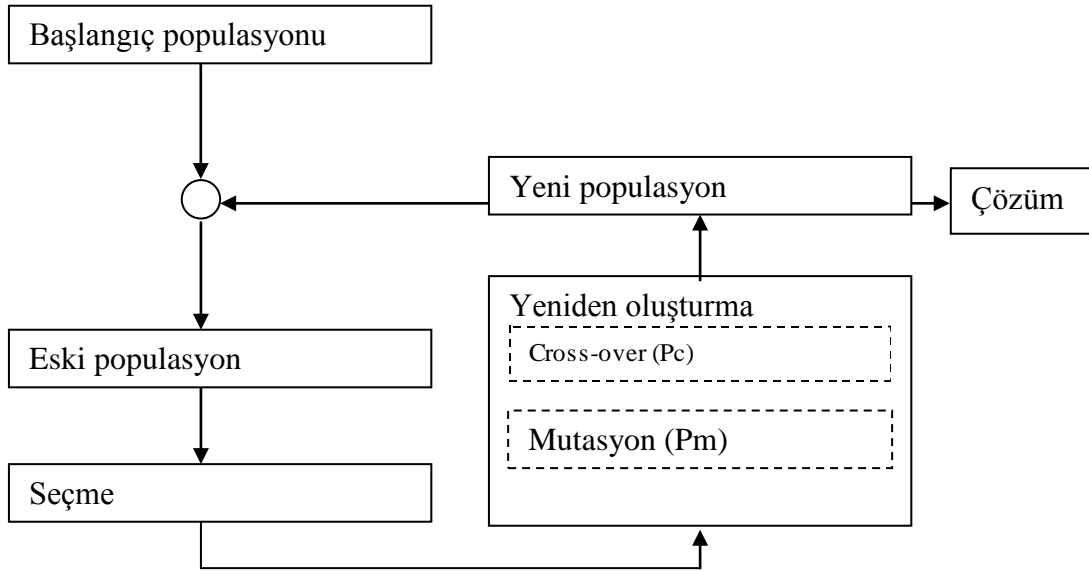 Başlangıç populasyonu
Yeni populasyon
Çözüm
Yeniden oluşturma
Cross-over (Pc)
Eski populasyon
Mutasyon (Pm)
Seçme